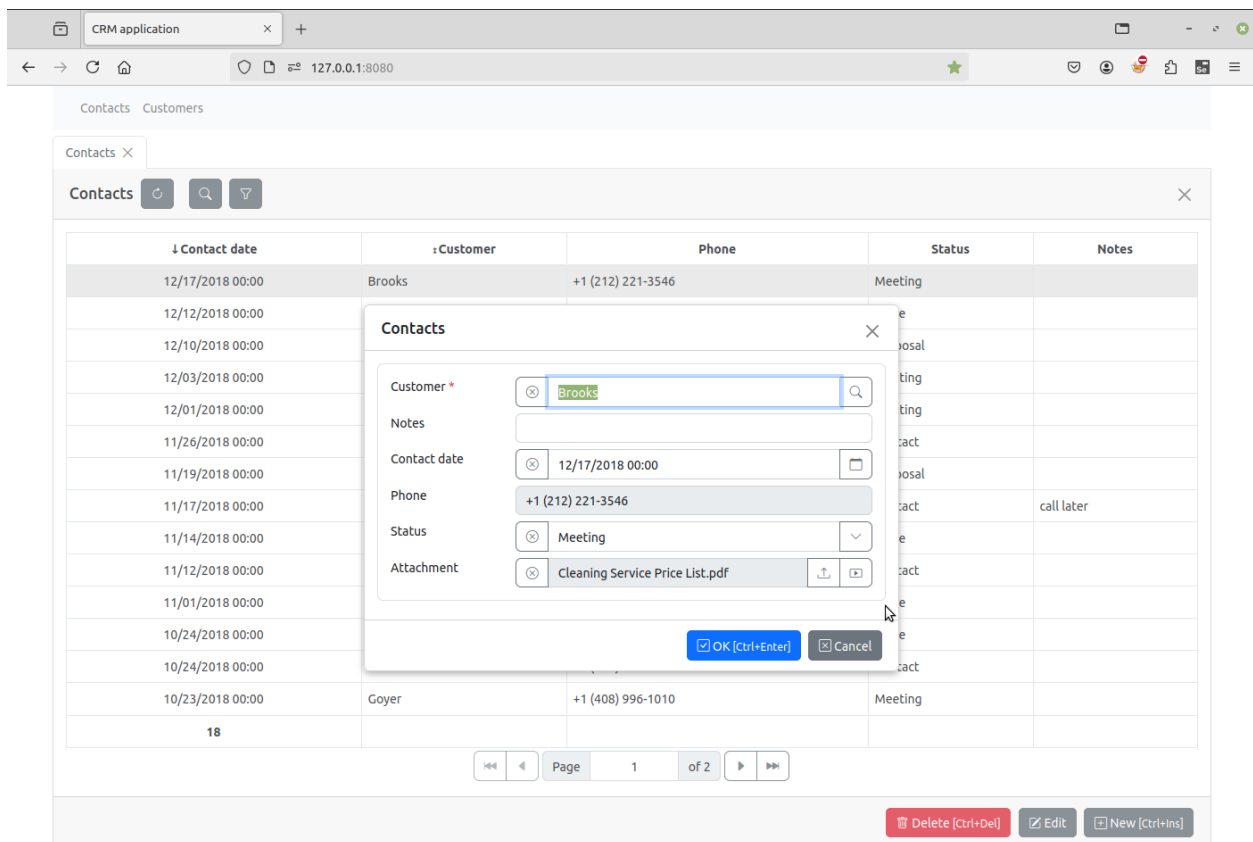 CRM application
127.0.0.1:8080
Contacts Customers
Contacts
Contacts
↓Contact date ↕Customer Phone Status Notes
12/17/2018 00:00 Brooks +1 (212) 221-3546 Meeting
12/12/2018 00:00
12/10/2018 00:00
12/03/2018 00:00
12/01/2018 00:00
11/26/2018 00:00
11/19/2018 00:00
11/17/2018 00:00 call later
11/14/2018 00:00
11/12/2018 00:00
11/01/2018 00:00
10/24/2018 00:00
10/24/2018 00:00
10/23/2018 00:00 Goyer +1 (408) 996-1010 Meeting
18
Contacts
Customer * Brooks
Notes
Contact date 12/17/2018 00:00
Phone +1 (212) 221-3546
Status Meeting
Attachment Cleaning Service Price List.pdf
OK [Ctrl+Enter] Cancel
Page 1 of 2
Delete [Ctrl+Del] Edit New [Ctrl+Ins]